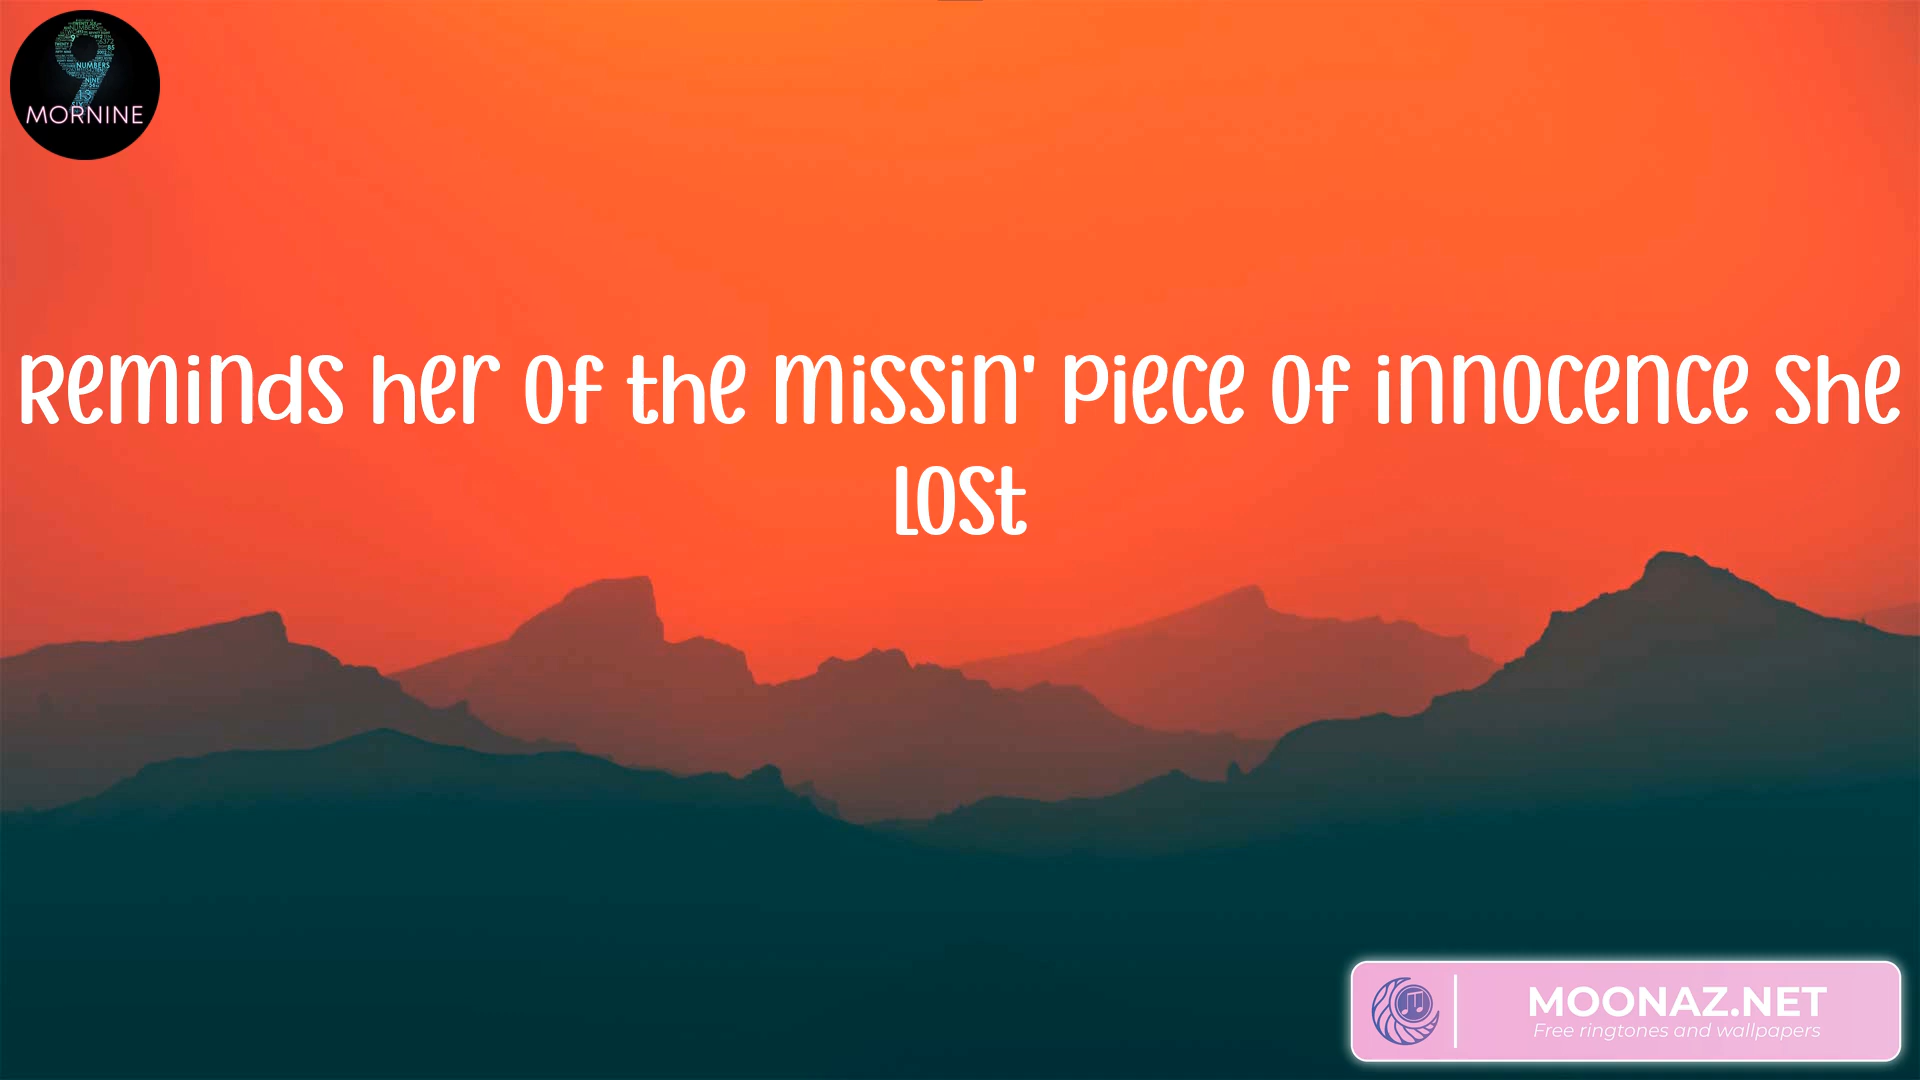 MORNINE
Reminds her of the missin' piece of innocence she
lost
MOONAZ.NET
Free ringtones and wallpapers